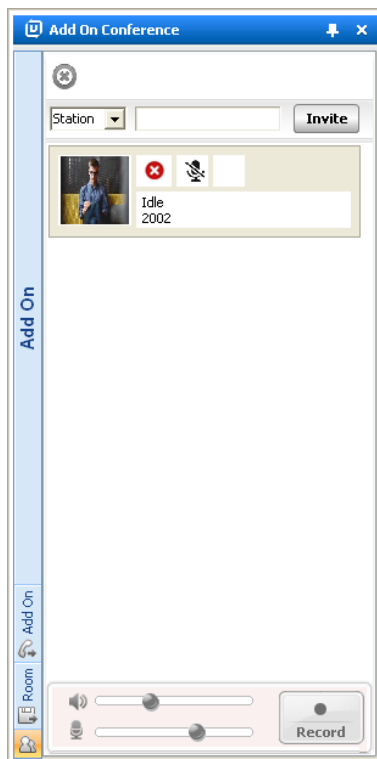 Add On Conference
Station
Invite
Idle
2002
Add On
Add On
Room
Record